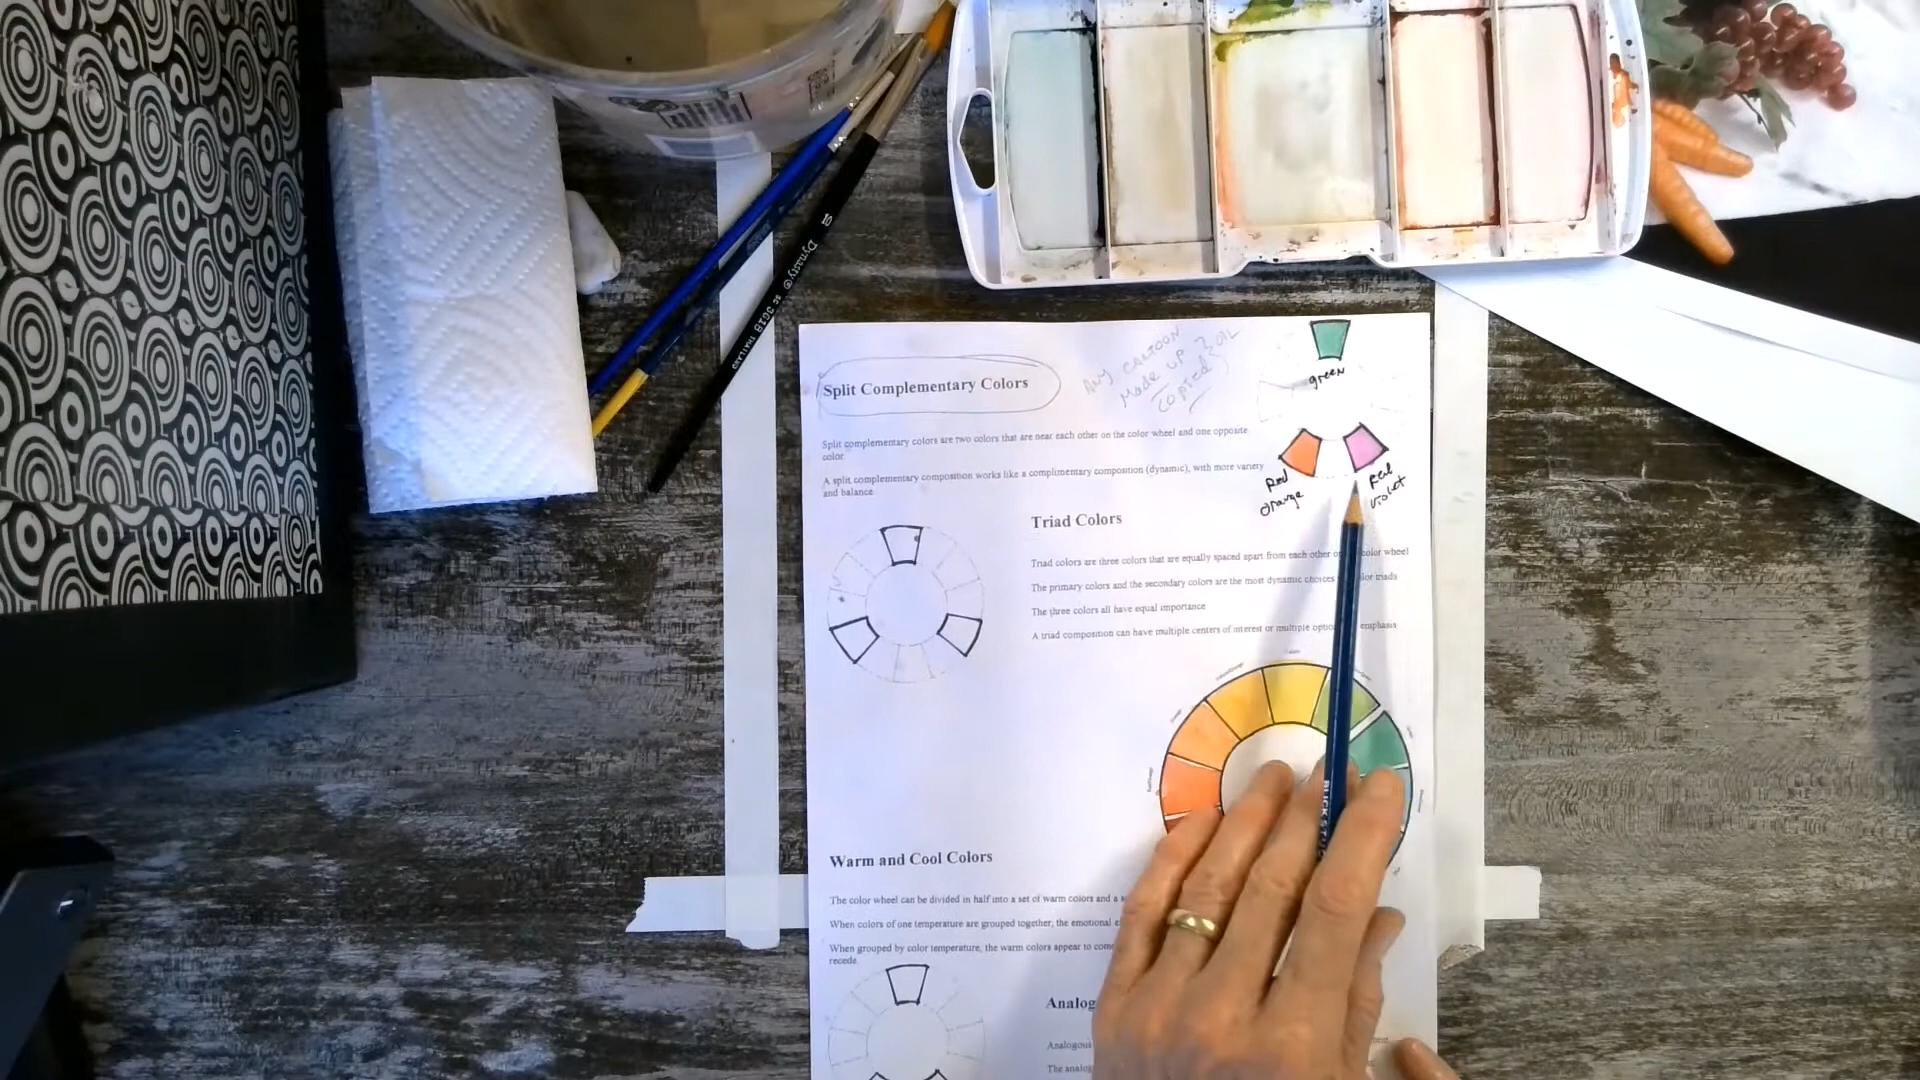 10 Dynasty® SC 3618 THAILAND
Split Complementary Colors
ANY CARTOON
Made up } OIL
copied }
green
Split complementary colors are two colors that are near each other on the color wheel and one opposite
color
A split complementary composition works like a complimentary composition (dynamic), with more variety
and balance
Red
orange
Red
Violet
Triad Colors
Triad colors are three colors that are equally spaced apart from each other color wheel
The primary colors and the secondary colors are the most dynamic choices triads
The three colors all have equal importance
A triad composition can have multiple centers of interest or multiple emphasis
BLICK
Warm and Cool Colors
The color wheel can be divided in half into a set of warm colors and a
When colors of one temperature are grouped together, the emotional
When grouped by color temperature, the warm colors appear to
recede
Analog
Analogous
The analog